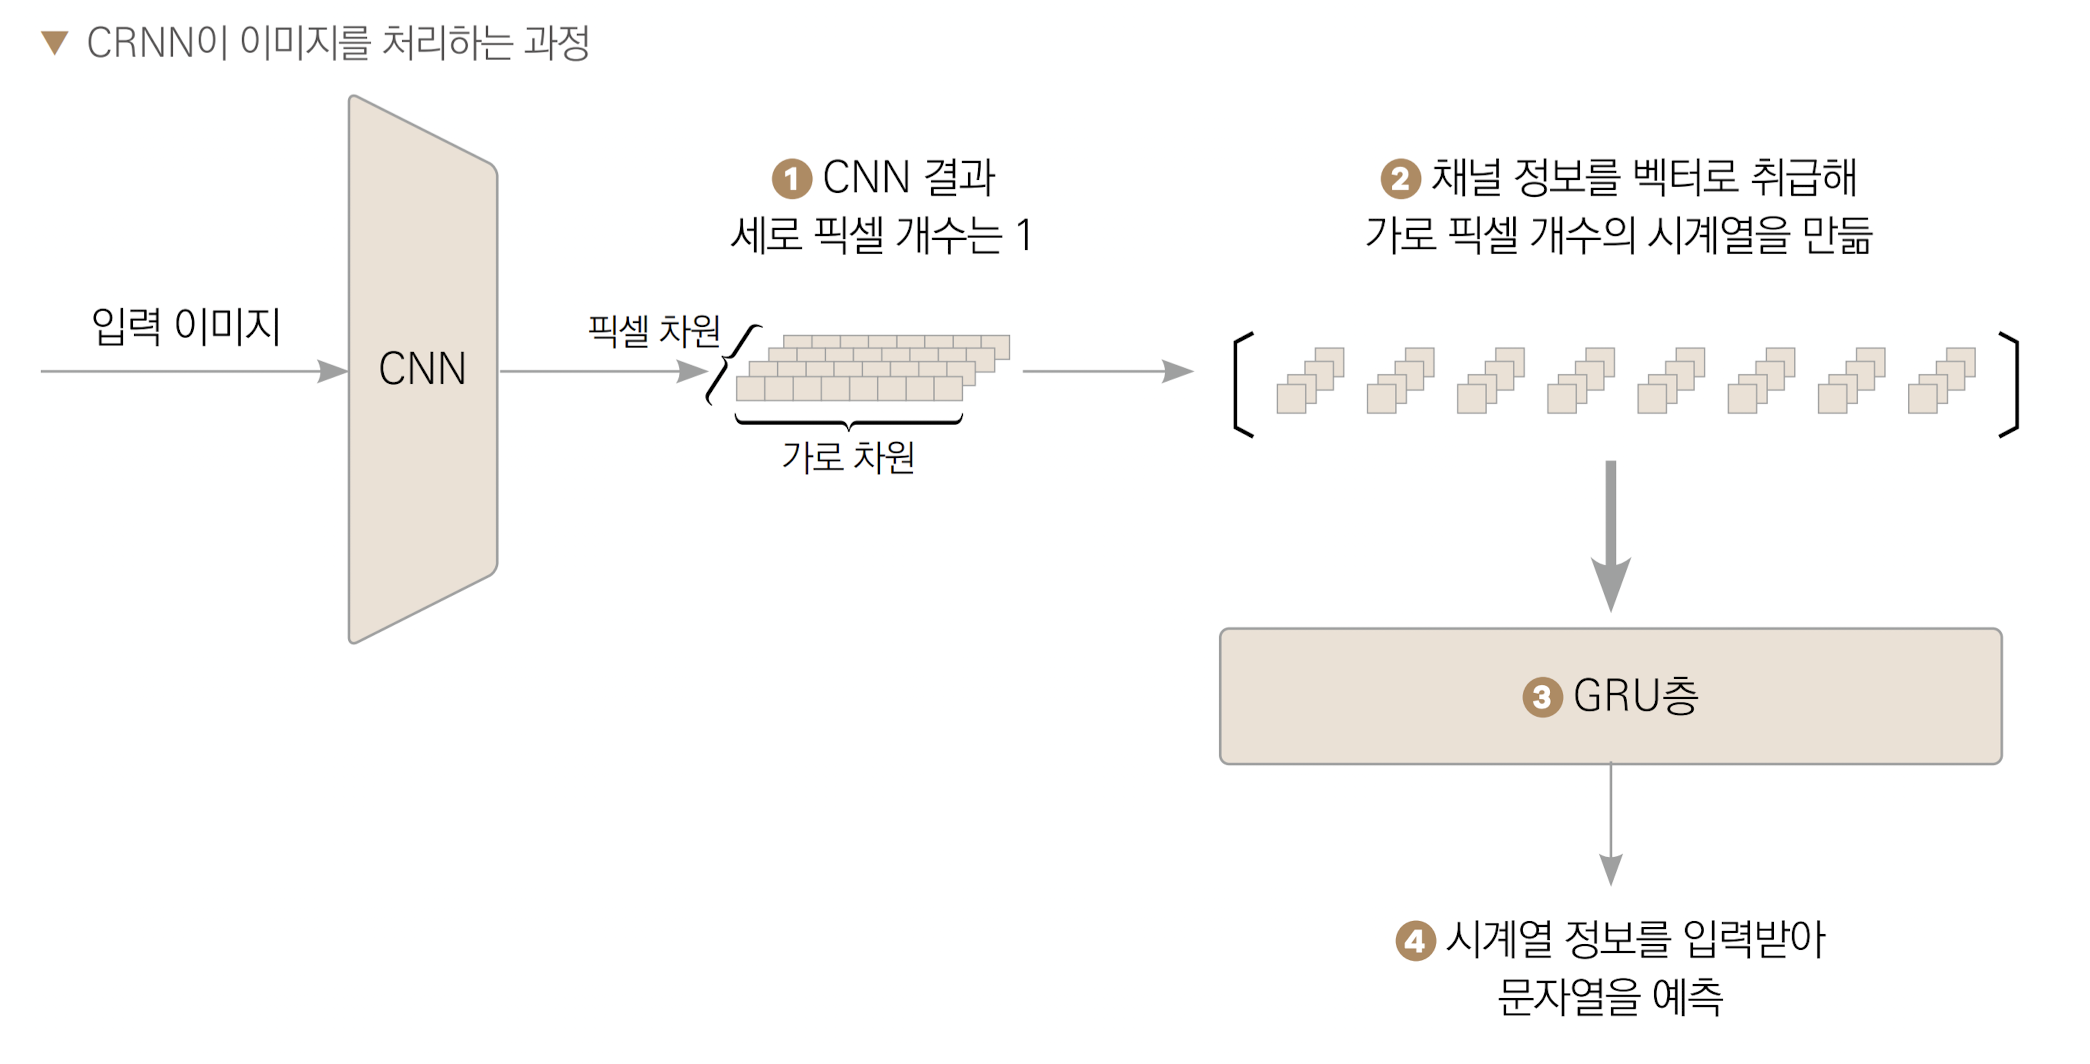 ▼ CRNN이 이미지를 처리하는 과정
입력 이미지
CNN
❶ CNN 결과
세로 픽셀 개수는 1
픽셀 차원
가로 차원
❷ 채널 정보를 벡터로 취급해
가로 픽셀 개수의 시계열을 만듦
❸ GRU층
❹ 시계열 정보를 입력받아
문자열을 예측